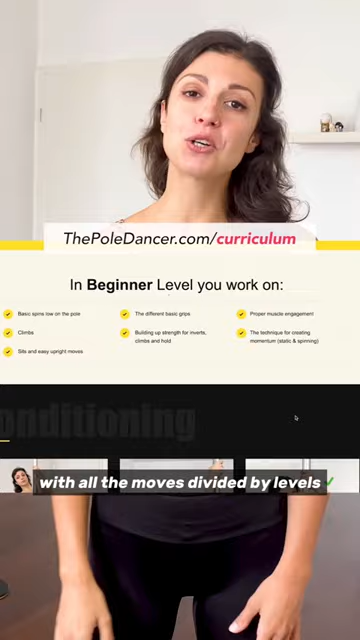 ThePoleDancer.com/curriculum
In Beginner Level you work on:
Basic spins low on the pole
The different basic grips
Proper muscle engagement
Climbs
Building up strength for inverts,
climbs and hold
The technique for creating
momentum (static & spinning)
Sits and easy upright moves
onditioning
with all the moves divided by levels